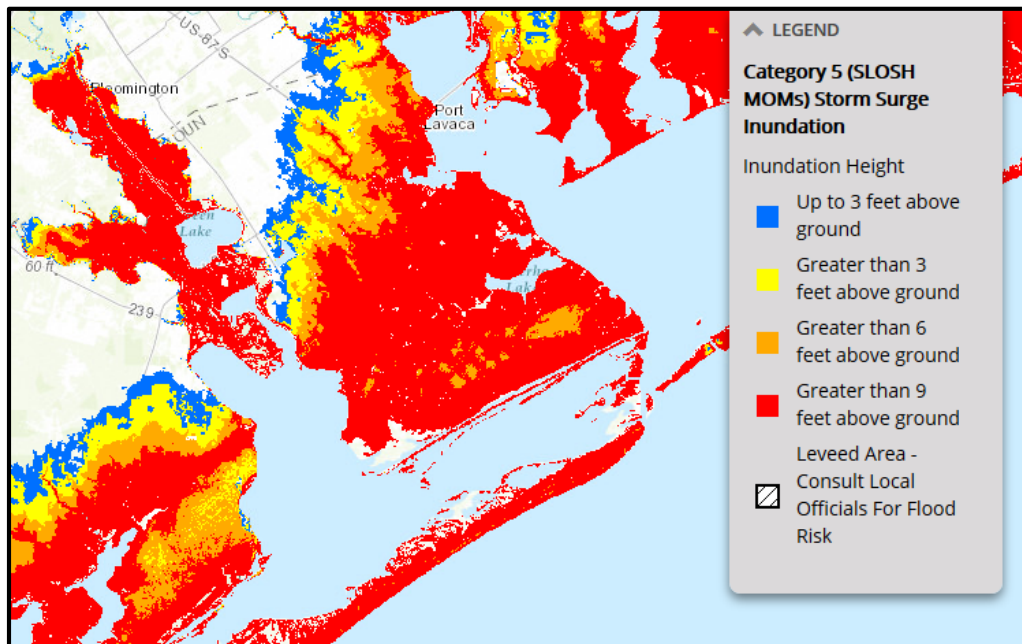 US-87 S
Bloomington
OUN
Port
Lavaca
Lake
60 ft
239
Lake
LEGEND
Category 5 (SLOSH
MOMs) Storm Surge
Inundation
Inundation Height
Up to 3 feet above
ground
Greater than 3
feet above ground
Greater than 6
feet above ground
Greater than 9
feet above ground
Leveed Area -
Consult Local
Officials For Flood
Risk